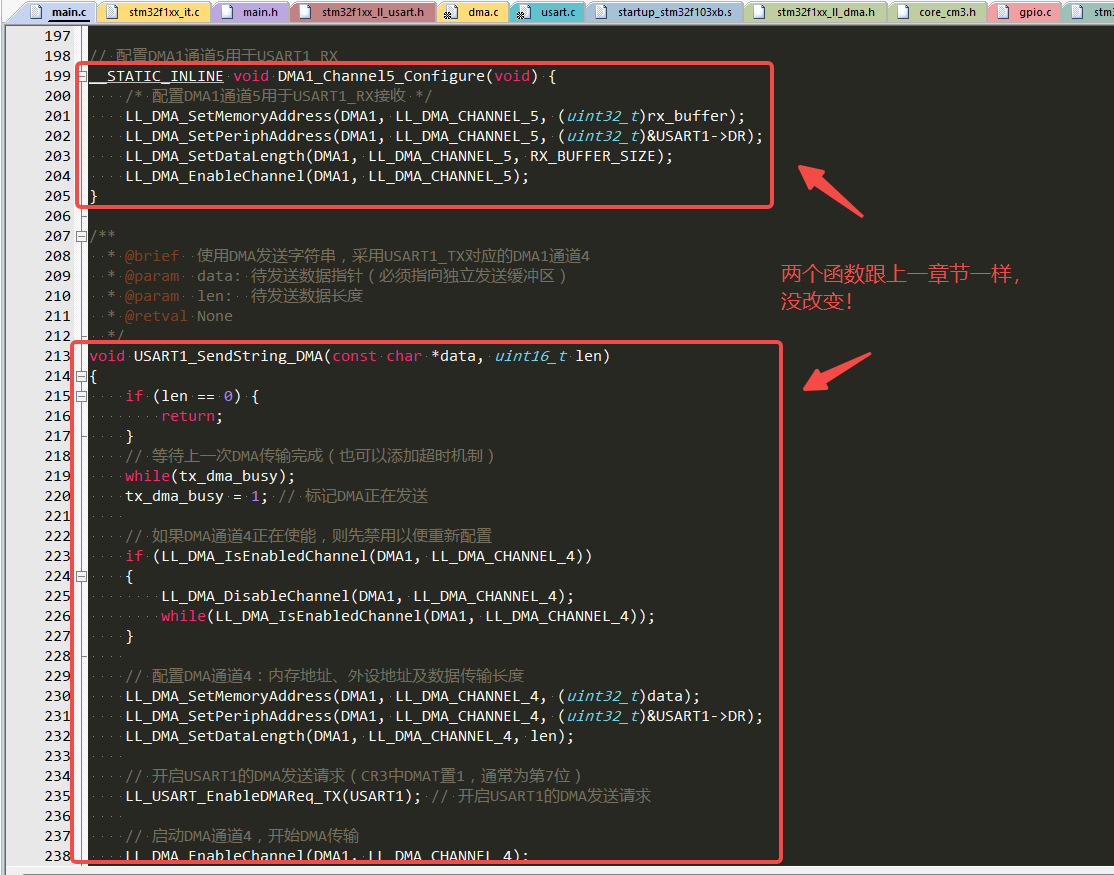 main.c stm32f1xx_it.c main.h stm32f1xx_ll_usart.h dma.c usart.c startup_stm32f103xb.s stm32f1xx_ll_dma.h core_cm3.h gpio.c stm3
197
198 // 配置DMA1通道5用于USART1_RX
199 __STATIC_INLINE void DMA1_Channel5_Configure(void) {
200 /* 配置DMA1通道5用于USART1_RX接收 */
201 LL_DMA_SetMemoryAddress(DMA1, LL_DMA_CHANNEL_5, (uint32_t)rx_buffer);
202 LL_DMA_SetPeriphAddress(DMA1, LL_DMA_CHANNEL_5, (uint32_t)&USART1->DR);
203 LL_DMA_SetDataLength(DMA1, LL_DMA_CHANNEL_5, RX_BUFFER_SIZE);
204 LL_DMA_EnableChannel(DMA1, LL_DMA_CHANNEL_5);
205 }
206
207 /**
208 * @brief 使用DMA发送字符串，采用USART1_TX对应的DMA1通道4
209 * @param data: 待发送数据指针（必须指向独立发送缓冲区）
210 * @param len: 待发送数据长度
211 * @retval None
212 */
两个函数跟上一章节一样，
没改变！
213 void USART1_SendString_DMA(const char *data, uint16_t len)
214 {
215 if (len == 0) {
216 return;
217 }
218 // 等待上一次DMA传输完成（也可以添加超时机制）
219 while(tx_dma_busy);
220 tx_dma_busy = 1; // 标记DMA正在发送
221
222 // 如果DMA通道4正在使能，则先禁用以便重新配置
223 if (LL_DMA_IsEnabledChannel(DMA1, LL_DMA_CHANNEL_4))
224 {
225 LL_DMA_DisableChannel(DMA1, LL_DMA_CHANNEL_4);
226 while(LL_DMA_IsEnabledChannel(DMA1, LL_DMA_CHANNEL_4));
227 }
228
229 // 配置DMA通道4：内存地址、外设地址及数据传输长度
230 LL_DMA_SetMemoryAddress(DMA1, LL_DMA_CHANNEL_4, (uint32_t)data);
231 LL_DMA_SetPeriphAddress(DMA1, LL_DMA_CHANNEL_4, (uint32_t)&USART1->DR);
232 LL_DMA_SetDataLength(DMA1, LL_DMA_CHANNEL_4, len);
233
234 // 开启USART1的DMA发送请求（CR3中DMAT置1，通常为第7位）
235 LL_USART_EnableDMAReq_TX(USART1); // 开启USART1的DMA发送请求
236
237 // 启动DMA通道4，开始DMA传输
238 LL_DMA_EnableChannel(DMA1, LL_DMA_CHANNEL_4);